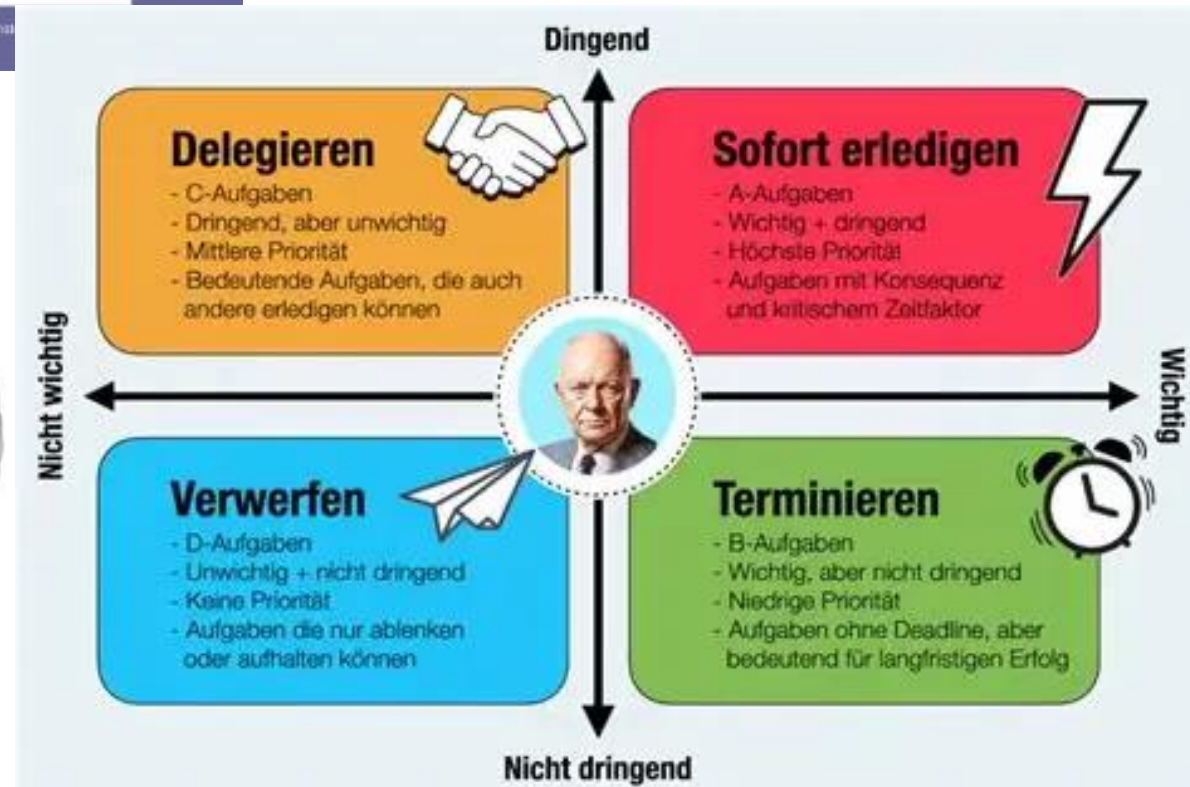 Dingend
Delegieren
- C-Aufgaben
- Dringend, aber unwichtig
- Mittlere Priorität
- Bedeutende Aufgaben, die auch
andere erledigen können
Sofort erledigen
- A-Aufgaben
- Wichtig + dringend
- Höchste Priorität
- Aufgaben mit Konsequenz
und kritischem Zeitfaktor
Nicht wichtig
Wichtig
Verwerfen
- D-Aufgaben
- Unwichtig + nicht dringend
- Keine Priorität
- Aufgaben die nur ablenken
oder aufhalten können
Terminieren
- B-Aufgaben
- Wichtig, aber nicht dringend
- Niedrige Priorität
- Aufgaben ohne Deadline, aber
bedeutend für langfristigen Erfolg
Nicht dringend